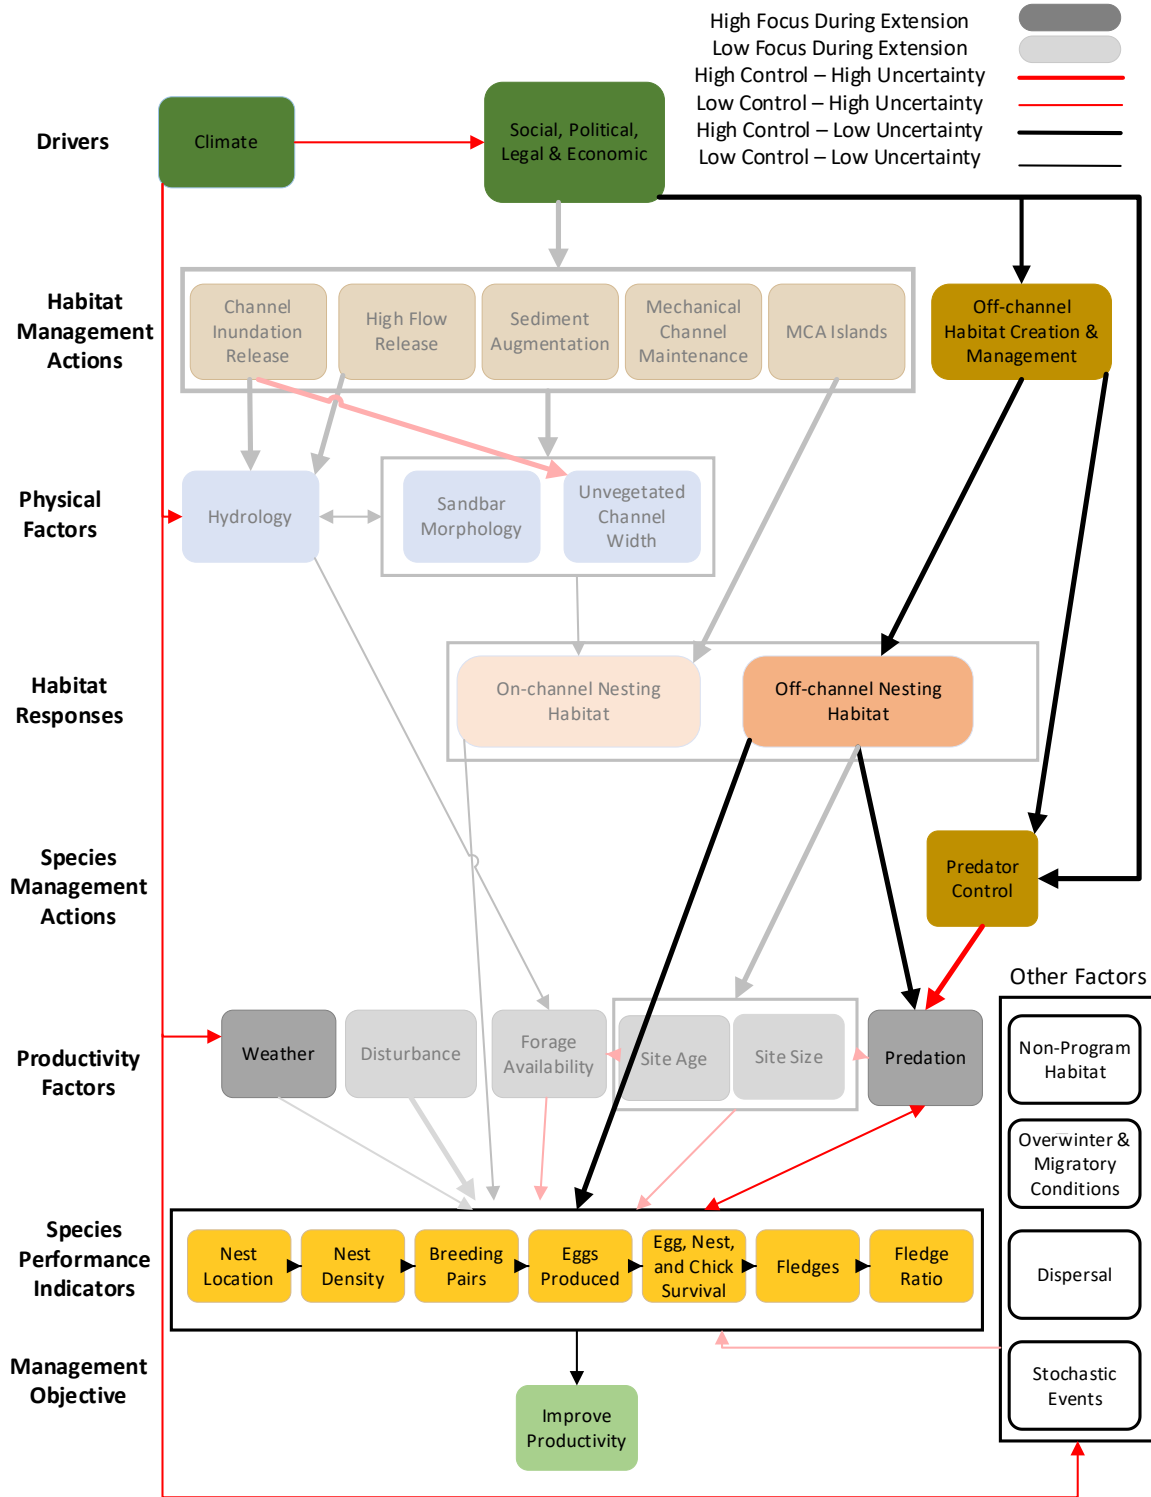 High Focus During Extension
Low Focus During Extension
High Control – High Uncertainty
Low Control – High Uncertainty
High Control – Low Uncertainty
Low Control – Low Uncertainty
Drivers
Climate
Social, Political,
Legal & Economic
Habitat
Management
Actions
Channel
Inundation
Release
High Flow
Release
Sediment
Augmentation
Mechanical
Channel
Maintenance
MCA Islands
Off-channel
Habitat Creation &
Management
Physical
Factors
Hydrology
Sandbar
Morphology
Unvegetated
Channel
Width
Habitat
Responses
On-channel Nesting
Habitat
Off-channel Nesting
Habitat
Species
Management
Actions
Predator
Control
Productivity
Factors
Weather
Disturbance
Forage
Availability
Site Age
Site Size
Predation
Other Factors
Non-Program
Habitat
Overwinter &
Migratory
Conditions
Dispersal
Stochastic
Events
Species
Performance
Indicators
Nest
Location
Nest
Density
Breeding
Pairs
Eggs
Produced
Egg, Nest,
and Chick
Survival
Fledges
Fledge
Ratio
Management
Objective
Improve
Productivity